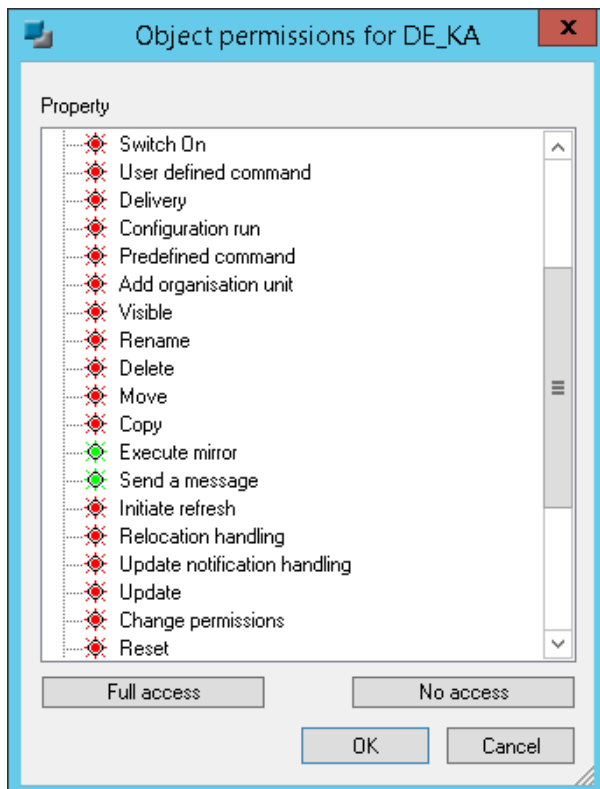 Object permissions for DE_KA
x
Property
Switch On
User defined command
Delivery
Configuration run
Predefined command
Add organisation unit
Visible
Rename
Delete
Move
Copy
Execute mirror
Send a message
Initiate refresh
Relocation handling
Update notification handling
Update
Change permissions
Reset
Full access No access
OK Cancel